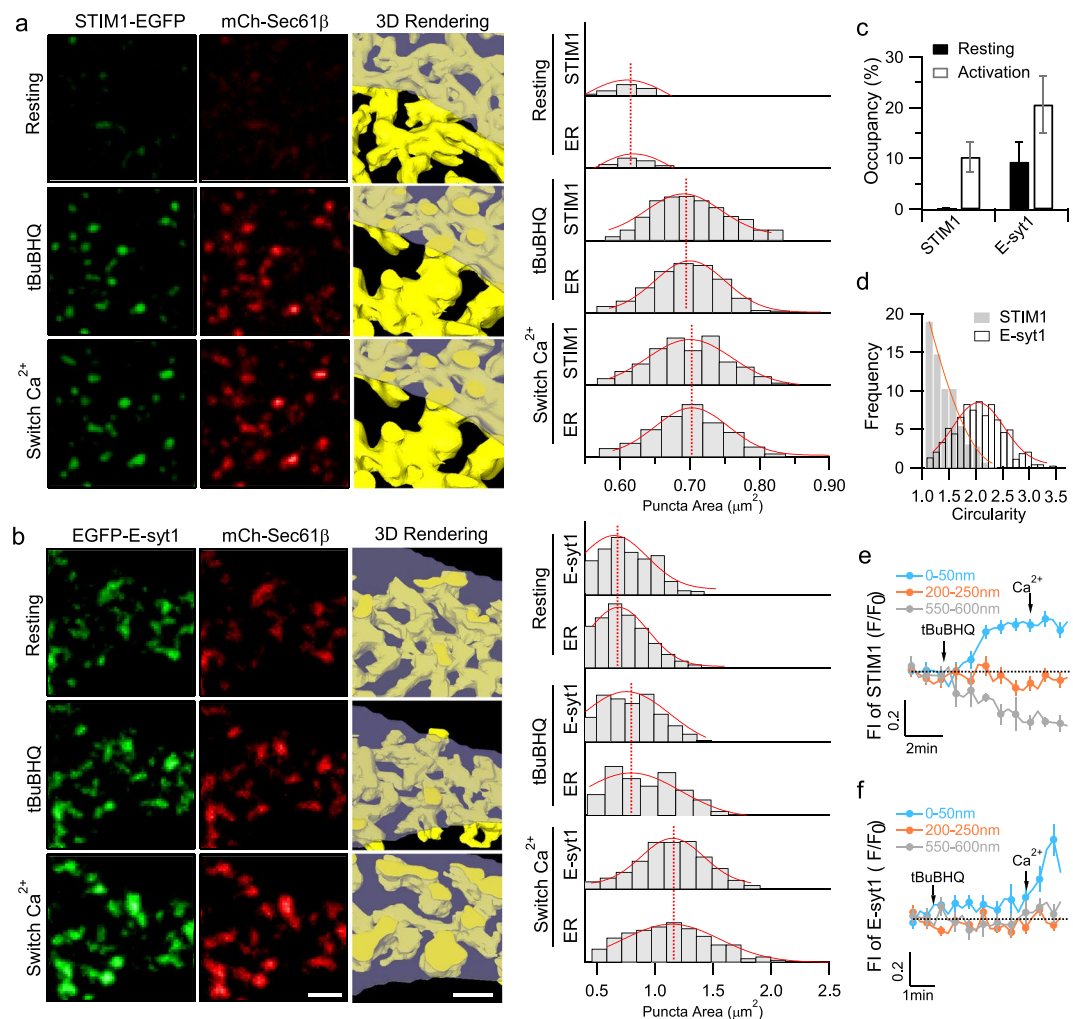 a
STIM1-EGFP mCh-Sec61β 3D Rendering
Resting
tBuBHQ
Switch Ca²⁺
Resting
STIM1
ER
tBuBHQ
STIM1
ER
Switch Ca²⁺
STIM1
ER
0.60 0.70 0.80 0.90
Puncta Area (μm²)
b
EGFP-E-syt1 mCh-Sec61β 3D Rendering
Resting
tBuBHQ
Switch Ca²⁺
Resting
E-syt1
ER
tBuBHQ
E-syt1
ER
Switch Ca²⁺
E-syt1
ER
0.5 1.0 1.5 2.0 2.5
Puncta Area (μm²)
c
Resting
Activation
Occupancy (%)
30
20
10
0
STIM1 E-syt1
d
STIM1
E-syt1
Frequency
20
15
10
5
0
1.0 1.5 2.0 2.5 3.0 3.5
Circularity
e
0-50nm
200-250nm
550-600nm
Ca²⁺
tBuBHQ
FI of STIM1 (F/F₀)
0.2
2min
f
0-50nm
200-250nm
550-600nm
Ca²⁺
tBuBHQ
FI of E-syt1 ( F/F₀)
0.2
1min